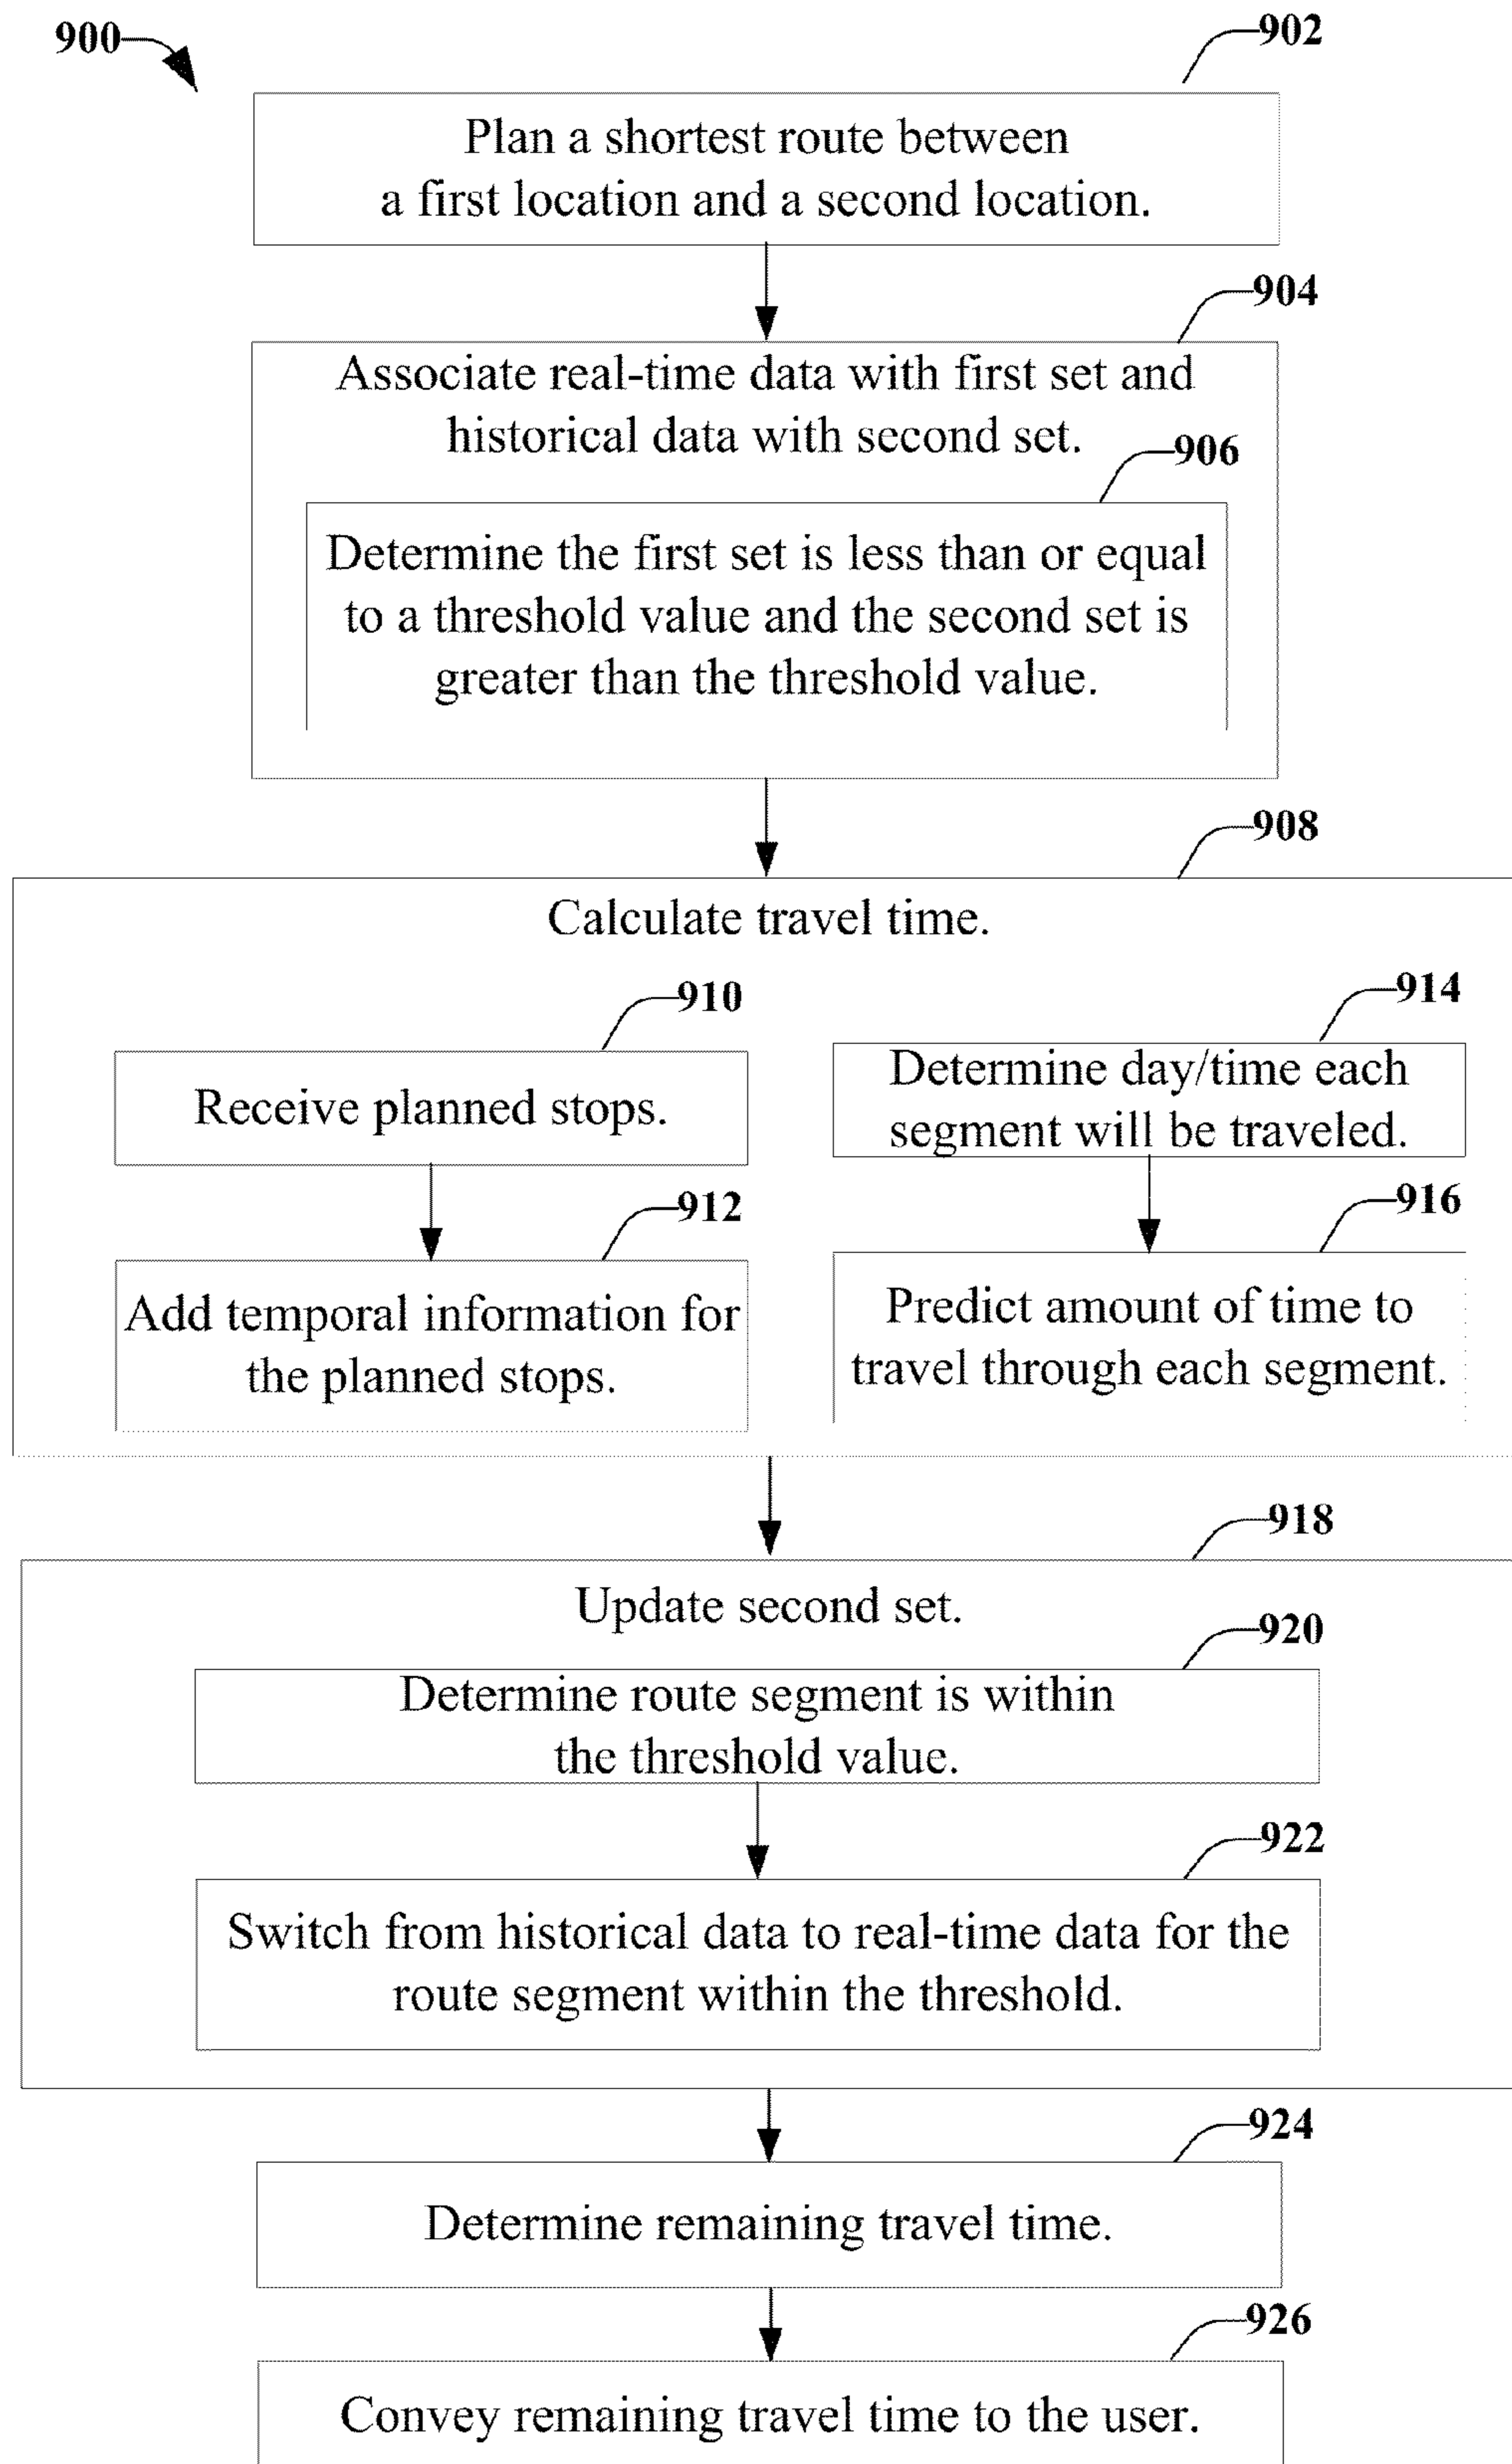 900
902
Plan a shortest route between
a first location and a second location.
904
Associate real-time data with first set and
historical data with second set.
906
Determine the first set is less than or equal
to a threshold value and the second set is
greater than the threshold value.
908
Calculate travel time.
910
Receive planned stops.
912
Add temporal information for
the planned stops.
914
Determine day/time each
segment will be traveled.
916
Predict amount of time to
travel through each segment.
918
Update second set.
920
Determine route segment is within
the threshold value.
922
Switch from historical data to real-time data for the
route segment within the threshold.
924
Determine remaining travel time.
926
Convey remaining travel time to the user.